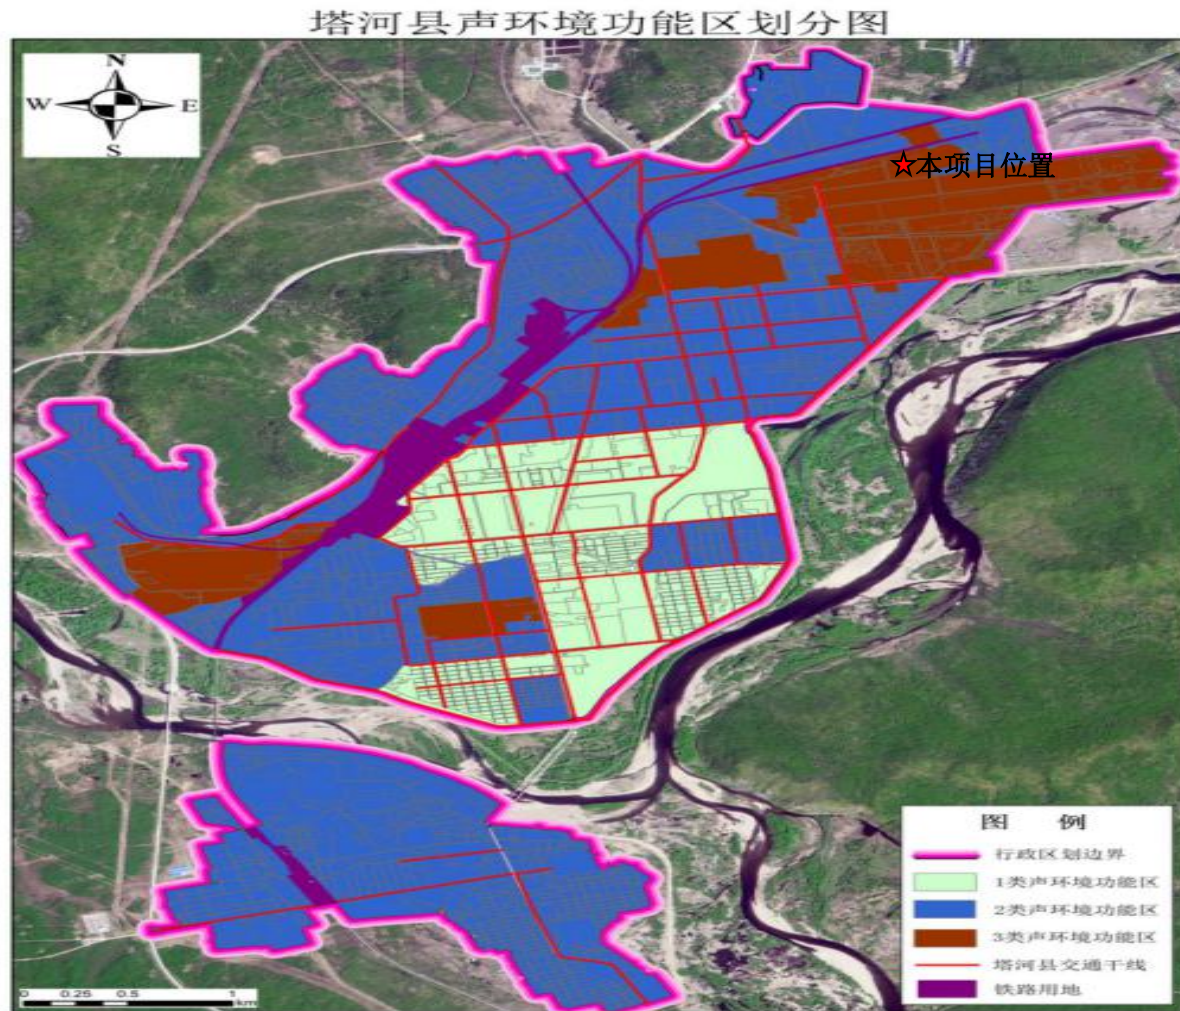 塔河县声环境功能区划分图
N
W E
S
☆本项目位置
图 例
行政区划边界
1类声环境功能区
2类声环境功能区
3类声环境功能区
塔河县交通干线
铁路用地
0 0.25 0.5 1
km